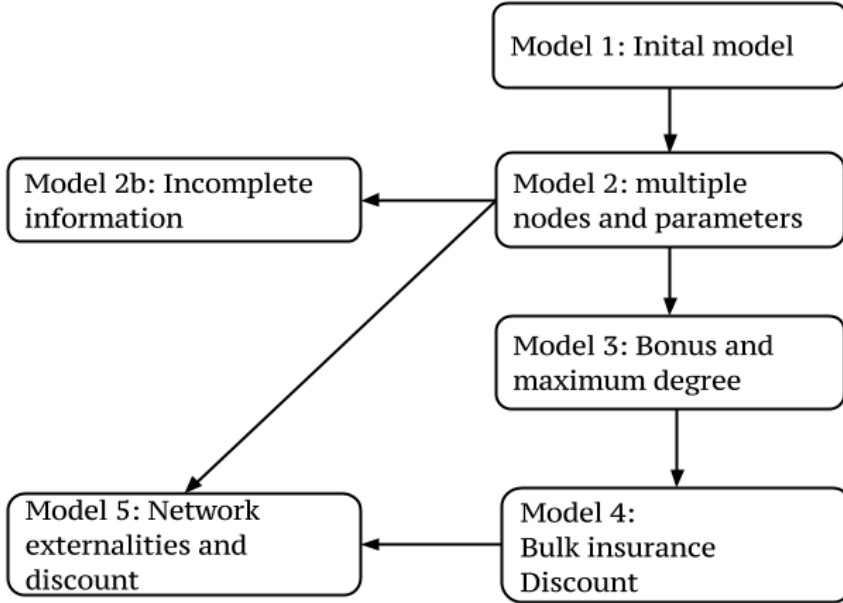 Model 1: Inital model
Model 2b: Incomplete
information
Model 2: multiple
nodes and parameters
Model 3: Bonus and
maximum degree
Model 5: Network
externalities and
discount
Model 4:
Bulk insurance
Discount